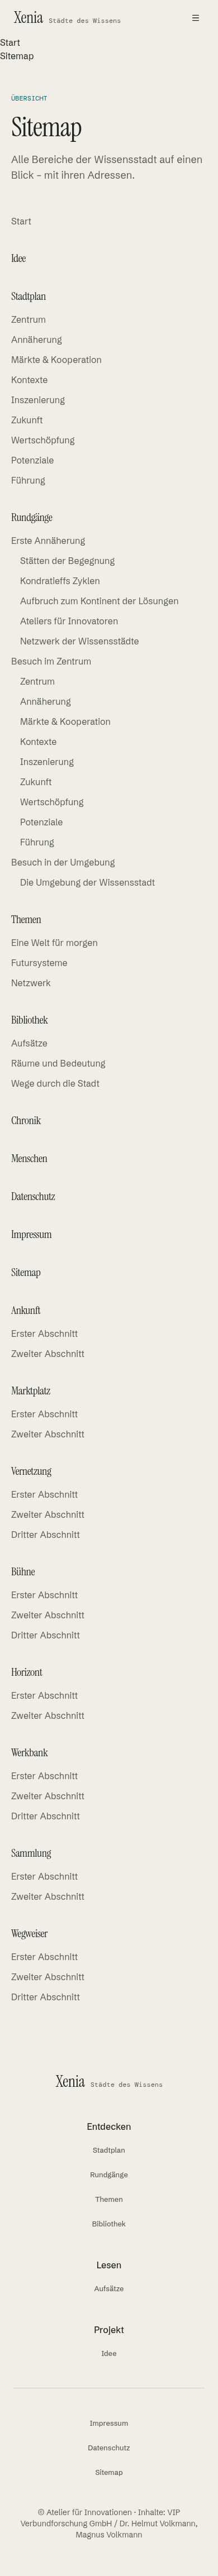 Xenia Städte des Wissens
Start
Sitemap
ÜBERSICHT
Sitemap
Alle Bereiche der Wissensstadt auf einen
Blick – mit ihren Adressen.
Start
Idee
Stadtplan
Zentrum
Annäherung
Märkte & Kooperation
Kontexte
Inszenierung
Zukunft
Wertschöpfung
Potenziale
Führung
Rundgänge
Erste Annäherung
Stätten der Begegnung
Kondratieffs Zyklen
Aufbruch zum Kontinent der Lösungen
Ateliers für Innovatoren
Netzwerk der Wissensstädte
Besuch im Zentrum
Zentrum
Annäherung
Märkte & Kooperation
Kontexte
Inszenierung
Zukunft
Wertschöpfung
Potenziale
Führung
Besuch in der Umgebung
Die Umgebung der Wissensstadt
Themen
Eine Welt für morgen
Futursysteme
Netzwerk
Bibliothek
Aufsätze
Räume und Bedeutung
Wege durch die Stadt
Chronik
Menschen
Datenschutz
Impressum
Sitemap
Ankunft
Erster Abschnitt
Zweiter Abschnitt
Marktplatz
Erster Abschnitt
Zweiter Abschnitt
Vernetzung
Erster Abschnitt
Zweiter Abschnitt
Dritter Abschnitt
Bühne
Erster Abschnitt
Zweiter Abschnitt
Dritter Abschnitt
Horizont
Erster Abschnitt
Zweiter Abschnitt
Werkbank
Erster Abschnitt
Zweiter Abschnitt
Dritter Abschnitt
Sammlung
Erster Abschnitt
Zweiter Abschnitt
Wegweiser
Erster Abschnitt
Zweiter Abschnitt
Dritter Abschnitt
Xenia Städte des Wissens
Entdecken
Stadtplan
Rundgänge
Themen
Bibliothek
Lesen
Aufsätze
Projekt
Idee
Impressum
Datenschutz
Sitemap
© Atelier für Innovationen · Inhalte: VIP
Verbundforschung GmbH / Dr. Helmut Volkmann,
Magnus Volkmann